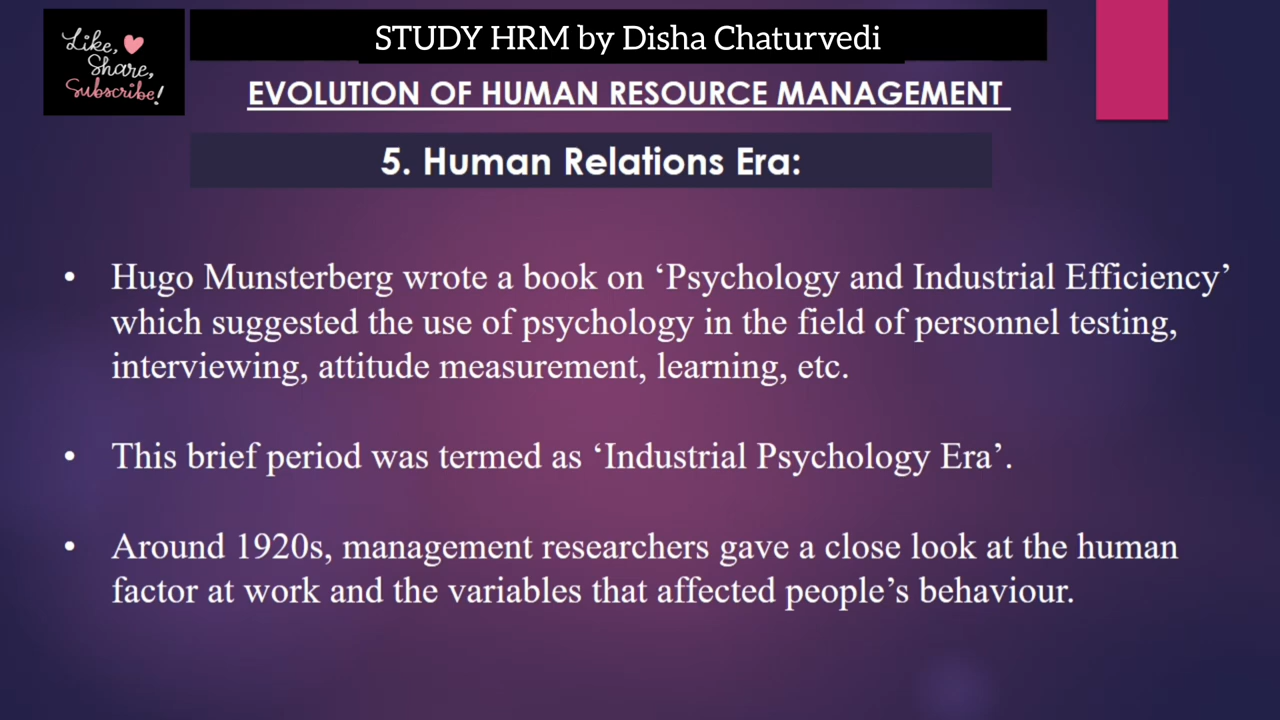 Like,
Share,
Subscribe!
STUDY HRM by Disha Chaturvedi
EVOLUTION OF HUMAN RESOURCE MANAGEMENT
5. Human Relations Era:
• Hugo Munsterberg wrote a book on ‘Psychology and Industrial Efficiency’
which suggested the use of psychology in the field of personnel testing,
interviewing, attitude measurement, learning, etc.
• This brief period was termed as ‘Industrial Psychology Era’.
• Around 1920s, management researchers gave a close look at the human
factor at work and the variables that affected people’s behaviour.